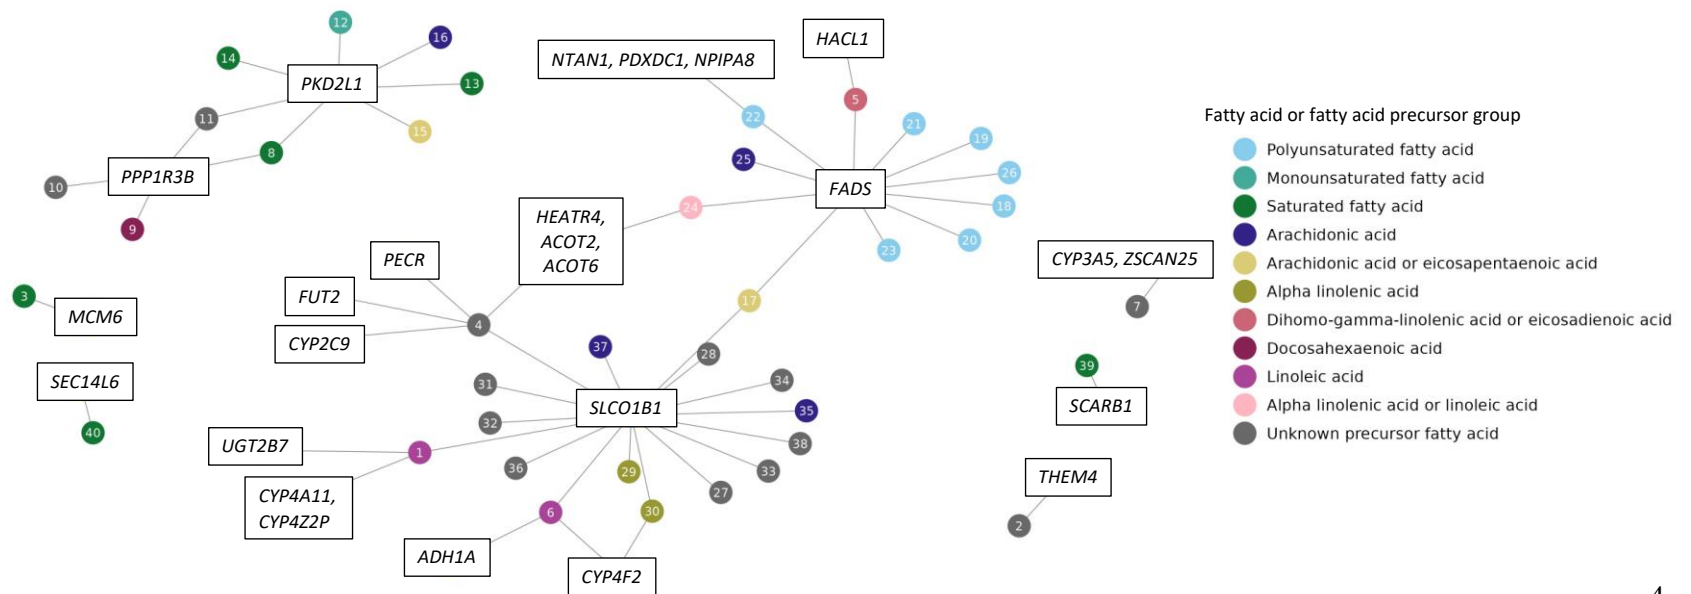 12
16
14
PKD2L1
13
11
15
8
PPP1R3B
10
9
NTAN1, PDXDC1, NPIPA8
HACL1
5
22
21
19
25
26
FADS
18
24
20
23
HEATR4,
ACOT2,
ACOT6
PECR
FUT2
4
CYP2C9
17
3
MCM6
SEC14L6
40
37
28
31
34
SLCO1B1
35
32
38
UGT2B7
1
36
29
33
27
CYP4A11,
CYP4Z2P
6
30
ADH1A
CYP4F2
CYP3A5, ZSCAN25
7
39
SCARB1
THEM4
2
Fatty acid or fatty acid precursor group
Polyunsaturated fatty acid
Monounsaturated fatty acid
Saturated fatty acid
Arachidonic acid
Arachidonic acid or eicosapentaenoic acid
Alpha linolenic acid
Dihomo-gamma-linolenic acid or eicosadienoic acid
Docosahexaenoic acid
Linoleic acid
Alpha linolenic acid or linoleic acid
Unknown precursor fatty acid